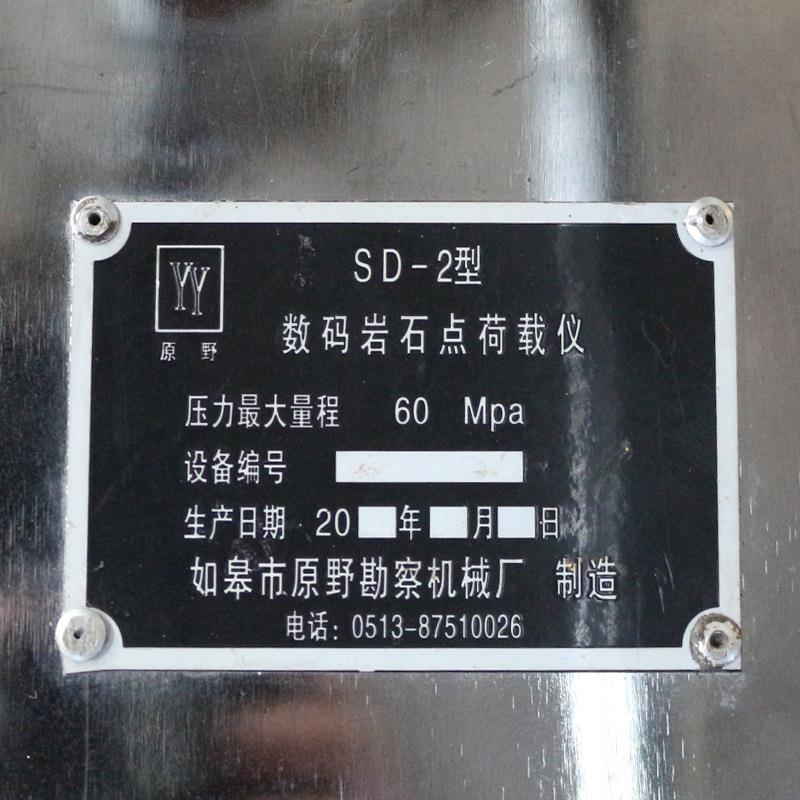 YY
原野
SD-2型
数码岩石点荷载仪
压力最大量程 60 Mpa
设备编号
生产日期 20 年 月 日
如皋市原野勘察机械厂 制造
电话：0513-87510026